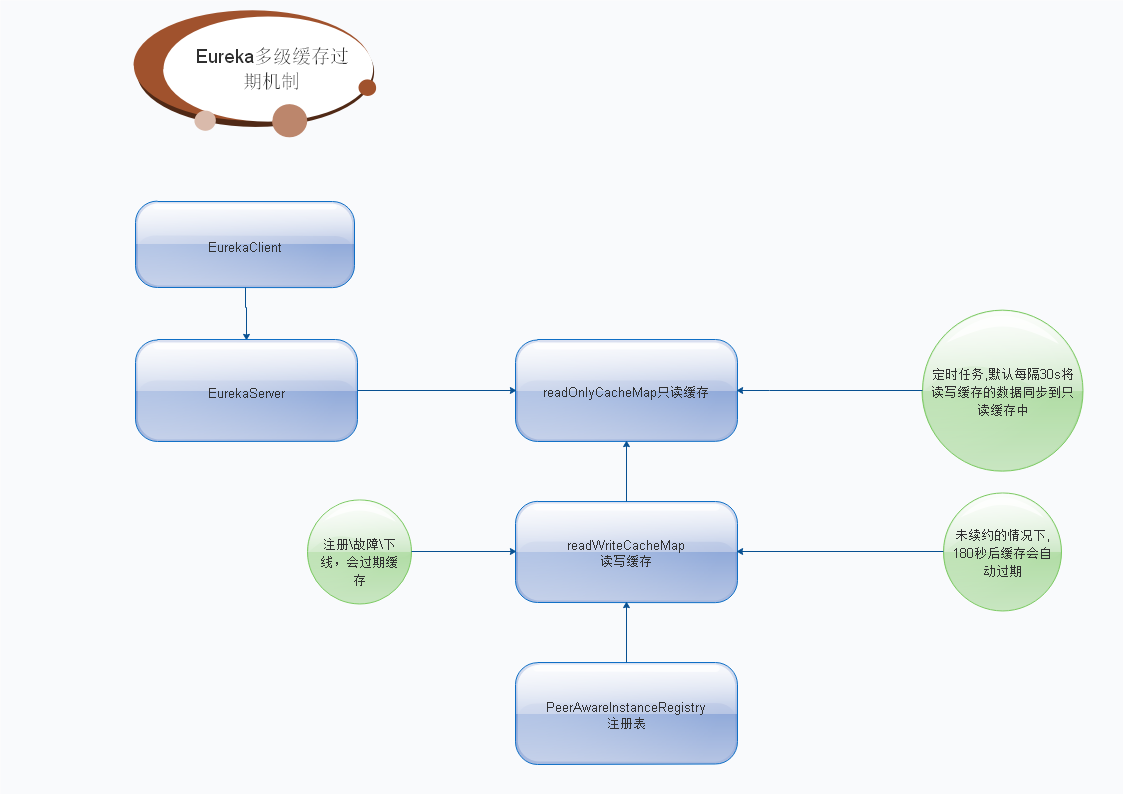 Eureka多级缓存过
期机制
EurekaClient
EurekaServer
readOnlyCacheMap只读缓存
定时任务,默认每隔30s将
读写缓存的数据同步到只
读缓存中
注册\故障\下
线，会过期缓
存
readWriteCacheMap
读写缓存
未续约的情况下,
180秒后缓存会自
动过期
PeerAwareInstanceRegistry
注册表